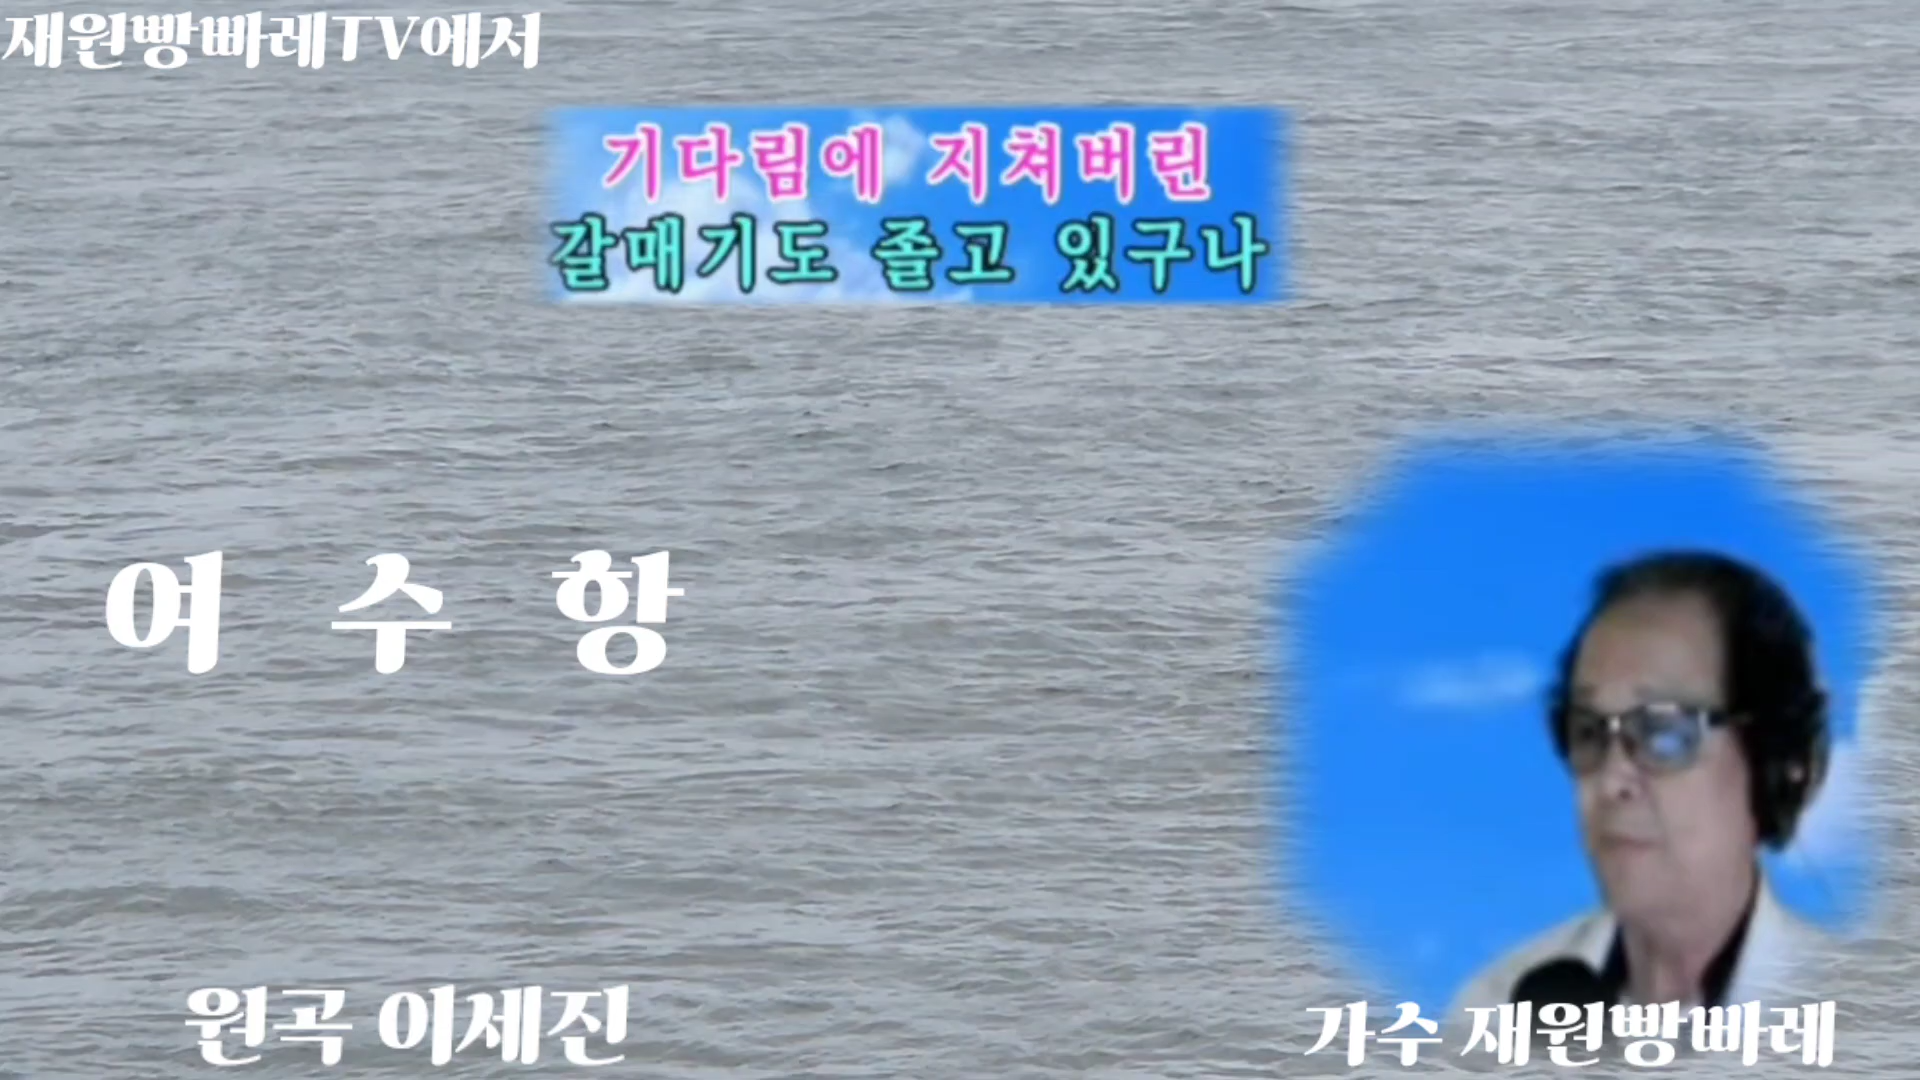 재원빵빠레TV에서
기다림에 지쳐버린
갈매기도 졸고 있구나
여 수 항
원곡 이세진
가수 재원빵빠레